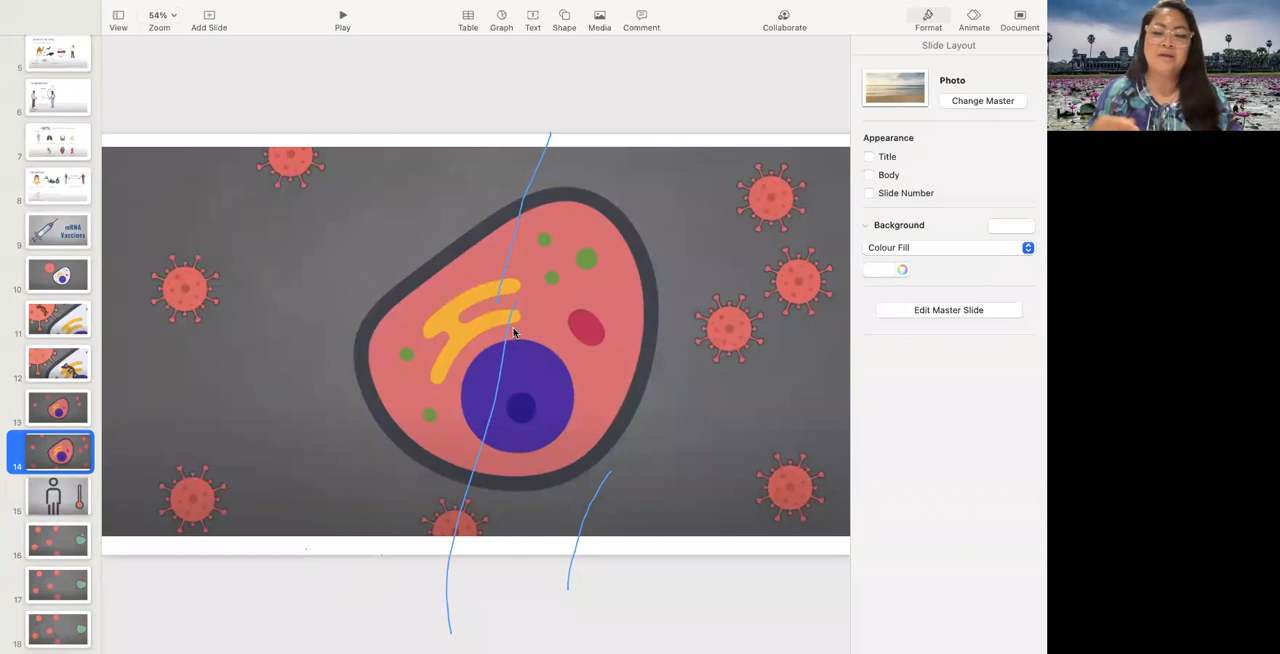 54%
View
Zoom
Add Slide
Play
Table
Graph
Text
Shape
Media
Comment
Collaborate
Format
Animate
Document
Slide Layout
Photo
Change Master
Appearance
Title
Body
Slide Number
Background
Colour Fill
Edit Master Slide
5
6
7
8
9
mRNA
Vaccines
10
11
12
13
14
15
16
17
18